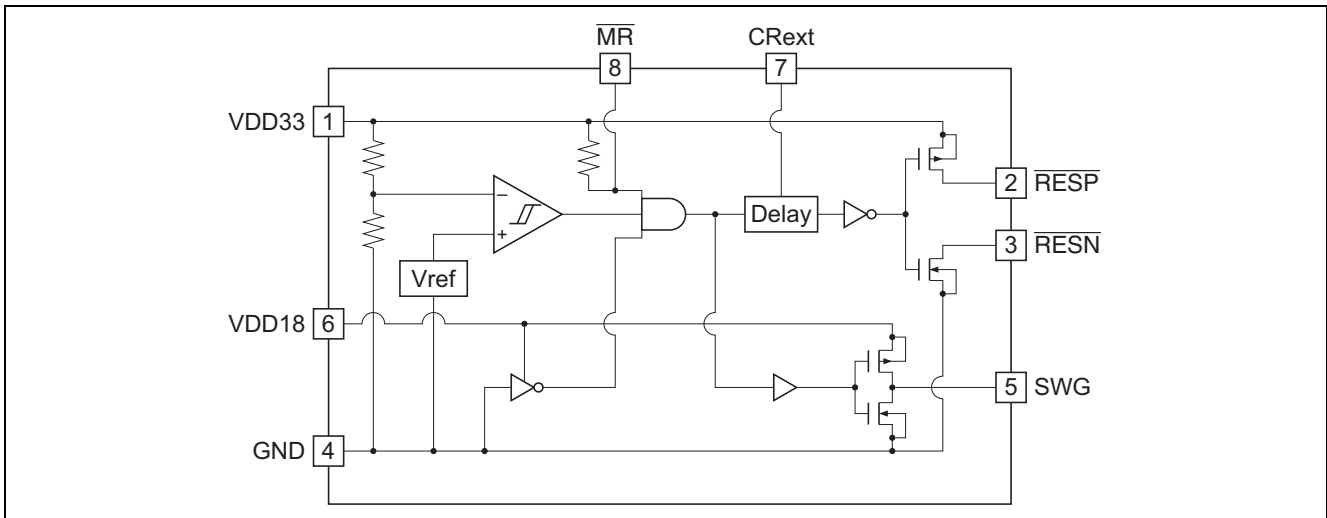 MR
CRext
8
7
VDD33 1
2 RESP
−
+
Delay
3 RESN
Vref
VDD18 6
5 SWG
GND 4